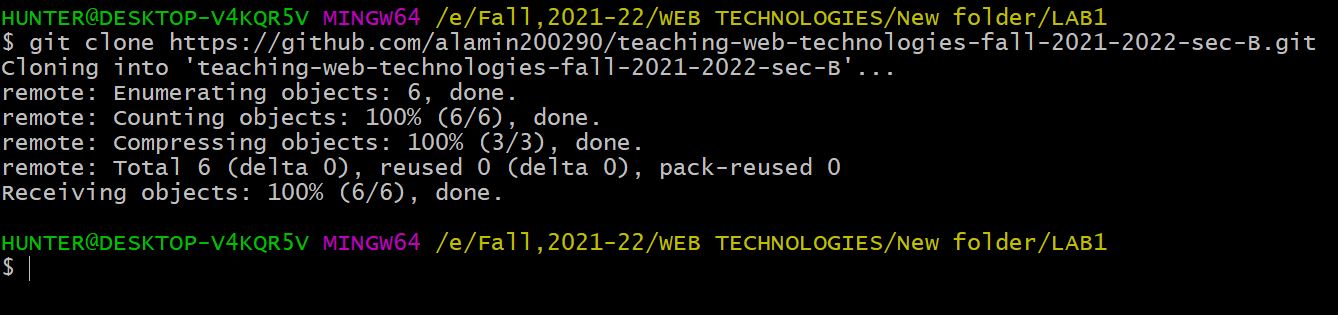 HUNTER@DESKTOP-V4KQR5V MINGW64 /e/Fall,2021-22/WEB TECHNOLOGIES/New folder/LAB1
$ git clone https://github.com/alamin200290/teaching-web-technologies-fall-2021-2022-sec-B.git
Cloning into 'teaching-web-technologies-fall-2021-2022-sec-B'...
remote: Enumerating objects: 6, done.
remote: Counting objects: 100% (6/6), done.
remote: Compressing objects: 100% (3/3), done.
remote: Total 6 (delta 0), reused 0 (delta 0), pack-reused 0
Receiving objects: 100% (6/6), done.
HUNTER@DESKTOP-V4KQR5V MINGW64 /e/Fall,2021-22/WEB TECHNOLOGIES/New folder/LAB1
$